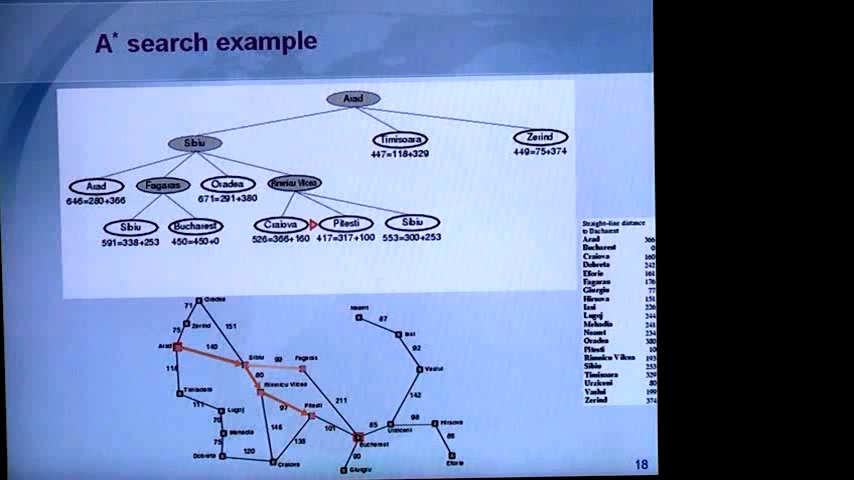 A* search example
Arad
Sibiu
Timisoara
Zerind
447=118+329
449=75+374
Arad
Fagaras
Oradea
Rimnicu Vilcea
646=280+366
671=291+380
Sibiu
Bucharest
Craiova
Pitesti
Sibiu
591=338+253
450=450+0
526=366+160
417=317+100
553=300+253
Straight-line distance
to Bucharest
Arad 366
Bucharest 0
Craiova 160
Dobreta 242
Eforie 161
Fagaras 176
Giurgiu 77
Hirsova 151
Iasi 226
Lugoj 244
Mehadia 241
Neamt 234
Oradea 380
Pitesti 10
Rimnicu Vilcea 193
Sibiu 253
Timisoara 329
Urziceni 80
Vaslui 199
Zerind 374
Oradea
71
Neamt
87
Zerind
151
75
Iasi
Arad
140
92
Sibiu
99
Fagaras
118
80
Vaslui
Rimnicu Vilcea
Timisoara
142
111
Lugoj
97
Pitesti
211
70
98
Hirsova
Mehadia
146
101
85
Urziceni
75
138
86
Bucharest
Dobreta
120
90
Craiova
Eforie
Giurgiu
18